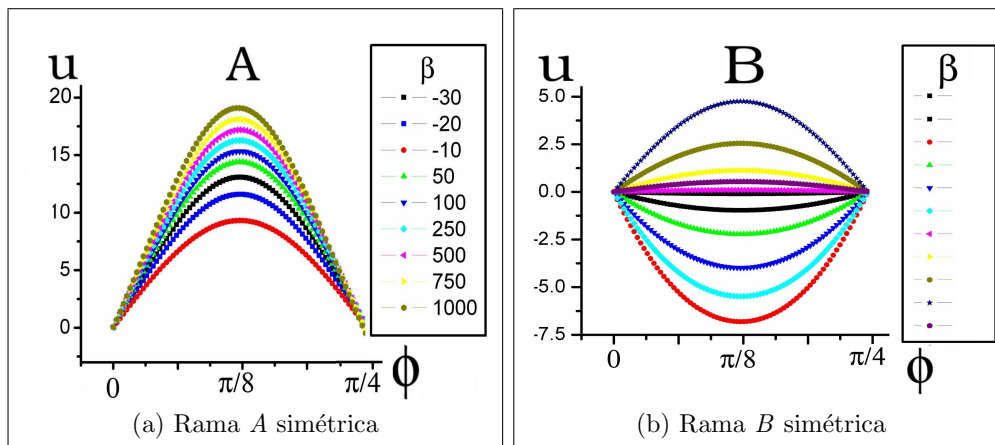 A
u
β
-30
-20
-10
50
100
250
500
750
1000
20
15
10
5
0
0
π/8
π/4
ϕ
(a) Rama A simétrica
B
u
β
5.0
2.5
0.0
-2.5
-5.0
-7.5
0
π/8
π/4
ϕ
(b) Rama B simétrica